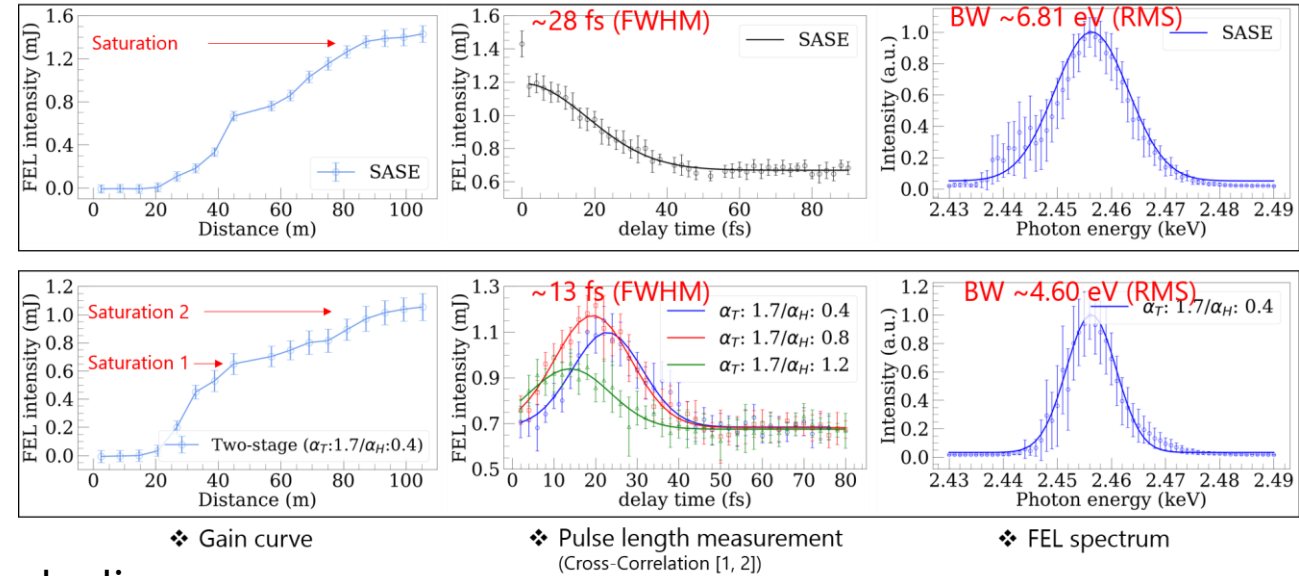 FEL intensity (mJ)
1.6
1.2
0.8
0.4
0.0
Saturation
SASE
0 20 40 60 80 100
Distance (m)
~28 fs (FWHM)
FEL intensity (mJ)
1.6
1.4
1.2
1.0
0.8
0.6
SASE
0 20 40 60 80
delay time (fs)
BW ~6.81 eV (RMS)
Intensity (a.u.)
1.0
0.8
0.6
0.4
0.2
0.0
SASE
2.43 2.44 2.45 2.46 2.47 2.48 2.49
Photon energy (keV)
FEL intensity (mJ)
1.2
1.0
0.8
0.6
0.4
0.2
0.0
Saturation 2
Saturation 1
Two-stage (α_T:1.7/α_H:0.4)
0 20 40 60 80 100
Distance (m)
~13 fs (FWHM)
FEL intensity (mJ)
1.3
1.1
0.9
0.7
0.5
α_T: 1.7/α_H: 0.4
α_T: 1.7/α_H: 0.8
α_T: 1.7/α_H: 1.2
0 10 20 30 40 50 60 70 80
delay time (fs)
BW ~4.60 eV (RMS)
Intensity (a.u.)
1.0
0.8
0.6
0.4
0.2
0.0
α_T: 1.7/α_H: 0.4
2.43 2.44 2.45 2.46 2.47 2.48 2.49
Photon energy (keV)
❖ Gain curve
❖ Pulse length measurement
(Cross-Correlation [1, 2])
❖ FEL spectrum